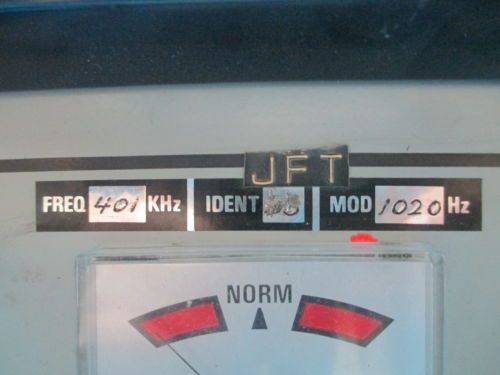 JFT
FREQ 401 KHz IDENT MOD 1020 Hz
NORM